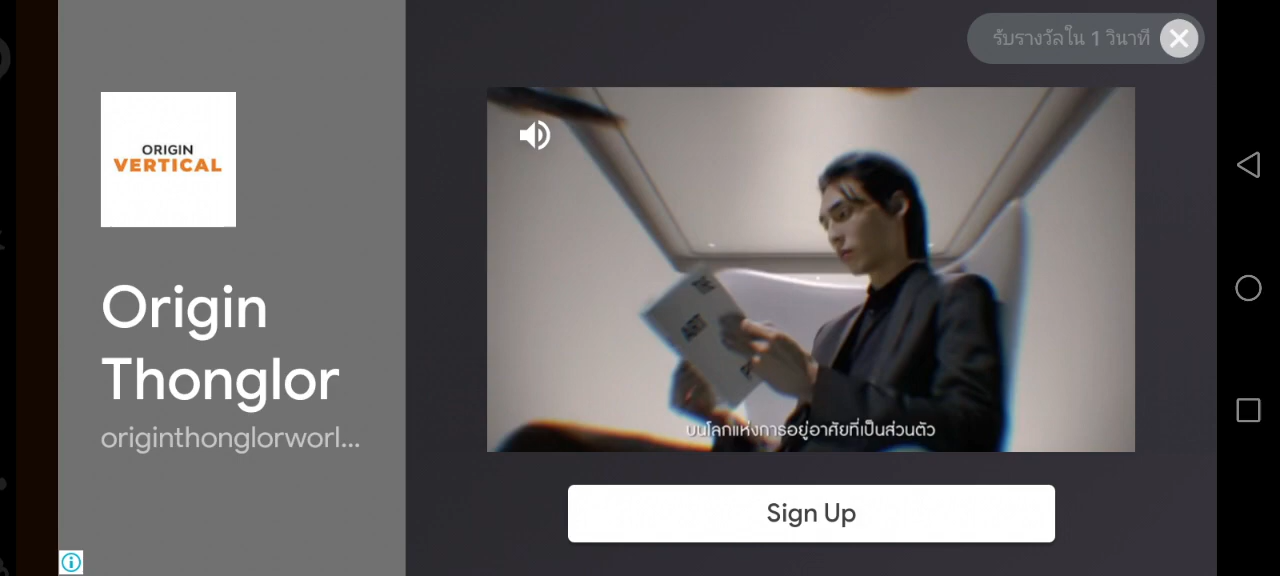 รับรางวัลใน 1 วินาที
ORIGIN
VERTICAL
Origin
Thonglor
originthonglorworl...
ART
บนโลกแห่งการอยู่อาศัยที่เป็นส่วนตัว
Sign Up